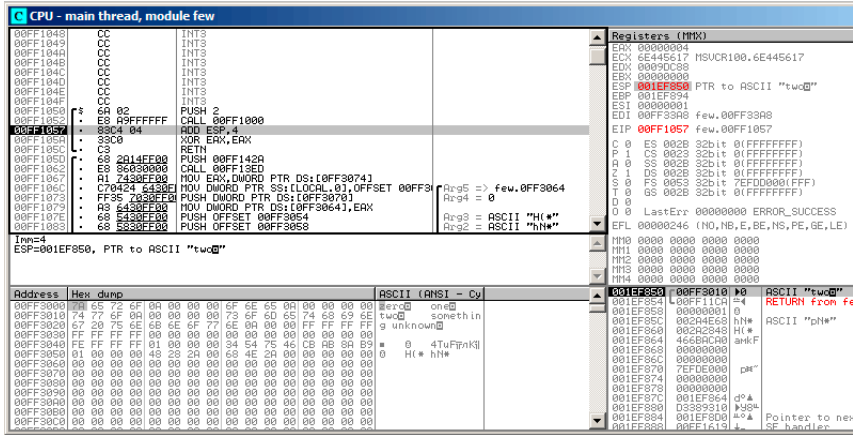 CPU - main thread, module few
00FF1048 CC INT3
00FF1049 CC INT3
00FF104A CC INT3
00FF104B CC INT3
00FF104C CC INT3
00FF104D CC INT3
00FF104E CC INT3
00FF104F CC INT3
00FF1050 6A 02 PUSH 2
00FF1052 E8 A9FFFFFF CALL 00FF1000
00FF1057 83C4 04 ADD ESP,4
00FF105A 33C0 XOR EAX,EAX
00FF105C C3 RETN
00FF105D 68 2A14FF00 PUSH 00FF142A
00FF1062 E8 86030000 CALL 00FF13ED
00FF1067 A1 7430FF00 MOV EAX,DWORD PTR DS:[0FF3074]
00FF106C C70424 6430F MOV DWORD PTR SS:[LOCAL.0],OFFSET 00FF3 Arg5 => few.00FF3064
00FF1071 FF35 7030FF0 PUSH DWORD PTR DS:[0FF3070] Arg4 = 0
00FF1077 A3 6430FF00 MOV DWORD PTR DS:[0FF3064],EAX
00FF107E 68 5430FF00 PUSH OFFSET 00FF3054 Arg3 = ASCII "H(*"
00FF1083 68 5830FF00 PUSH OFFSET 00FF3058 Arg2 = ASCII "hN*"
Imm=4
ESP=001EF850, PTR to ASCII "two"
Registers (MMX)
EAX 00000004
ECX 6E445617 MSVCR100.6E445617
EDX 0009DC88
EBX 00000000
ESP 001EF850 PTR to ASCII "two"
EBP 001EF894
ESI 00000001
EDI 00FF33A8 few.00FF33A8
EIP 00FF1057 few.00FF1057
C 0 ES 002B 32bit 0(FFFFFFFF)
P 1 CS 0023 32bit 0(FFFFFFFF)
A 0 SS 002B 32bit 0(FFFFFFFF)
Z 1 DS 002B 32bit 0(FFFFFFFF)
S 0 FS 0053 32bit 7EFDD000(FFF)
T 0 GS 002B 32bit 0(FFFFFFFF)
D 0
O 0 LastErr 00000000 ERROR_SUCCESS
EFL 00000246 (NO,NB,E,BE,NS,PE,GE,LE)
MM0 0000 0000 0000 0000
MM1 0000 0000 0000 0000
MM2 0000 0000 0000 0000
MM3 0000 0000 0000 0000
MM4 0000 0000 0000 0000
Address Hex dump ASCII (ANSI - Cy
00FF3000 7A 65 72 6F 0A 00 00 00 6F 6E 65 0A 00 00 00 00 zero one
00FF3010 74 77 6F 0A 00 00 00 00 73 6F 6D 65 74 68 69 6E two somethin
00FF3020 67 20 75 6E 6B 6E 6F 77 6E 0A 00 00 FF FF FF FF g unknown
00FF3030 FF FF FF FF 00 00 00 00 00 00 00 00 00 00 00 00
00FF3040 FE FF FF FF 01 00 00 00 34 54 75 46 CB AB 8A B9
00FF3050 01 00 00 00 48 28 2A 00 68 4E 2A 00 00 00 00 00 H(* hN*
00FF3060 00 00 00 00 00 00 00 00 00 00 00 00 00 00 00 00
00FF3070 00 00 00 00 00 00 00 00 00 00 00 00 00 00 00 00
00FF3080 00 00 00 00 00 00 00 00 00 00 00 00 00 00 00 00
00FF3090 00 00 00 00 00 00 00 00 00 00 00 00 00 00 00 00
00FF30A0 00 00 00 00 00 00 00 00 00 00 00 00 00 00 00 00
00FF30B0 00 00 00 00 00 00 00 00 00 00 00 00 00 00 00 00
00FF30C0 00 00 00 00 00 00 00 00 00 00 00 00 00 00 00 00
001EF850 00FF3010 ASCII "two"
001EF854 00FF11CA RETURN from fe
001EF858 00000001
001EF85C 002A4E68 hN* ASCII "pN*"
001EF860 002A2848 H(*
001EF864 466BACA0 амkF
001EF868 00000000
001EF86C 00000000
001EF870 7EFDE000
001EF874 00000000
001EF878 00000000
001EF87C 001EF864
001EF880 D3389310
001EF884 001EF8D0 Pointer to nex
001EF888 00FF1619 SE handler